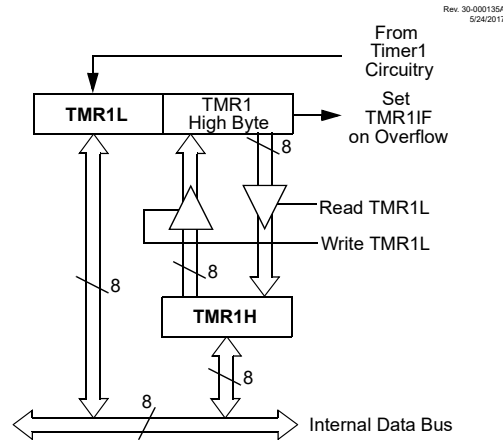 Rev. 30-000135A
5/24/2017
From
Timer1
Circuitry
TMR1L
TMR1
High Byte
Set
TMR1IF
on Overflow
8
Read TMR1L
Write TMR1L
8
8
TMR1H
8
8
Internal Data Bus